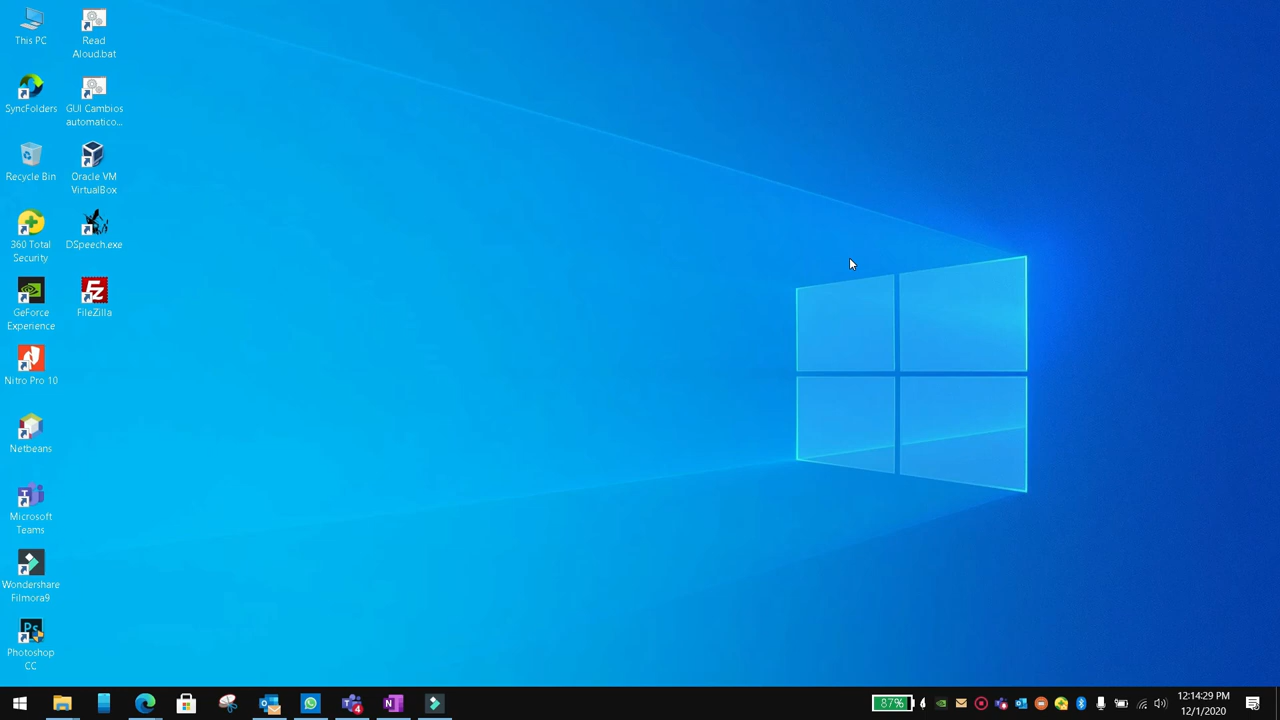 This PC
Read
Aloud.bat
SyncFolders
GUI Cambios
automatico...
Recycle Bin
Oracle VM
VirtualBox
360 Total
Security
DSpeech.exe
GeForce
Experience
FileZilla
Nitro Pro 10
Netbeans
Microsoft
Teams
Wondershare
Filmora9
Ps
Photoshop
CC
4
87%
12:14:29 PM
12/1/2020